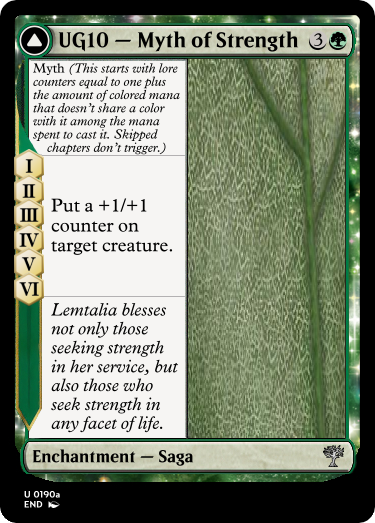 UG10 — Myth of Strength 3
Myth (This starts with lore
counters equal to one plus
the amount of colored mana
that doesn't share a color
with it among the mana
spent to cast it. Skipped
chapters don't trigger.)
I
II
III
IV
V
VI
Put a +1/+1
counter on
target creature.
Lemtalia blesses
not only those
seeking strength
in her service, but
also those who
seek strength in
any facet of life.
Enchantment — Saga
U 0190a
END